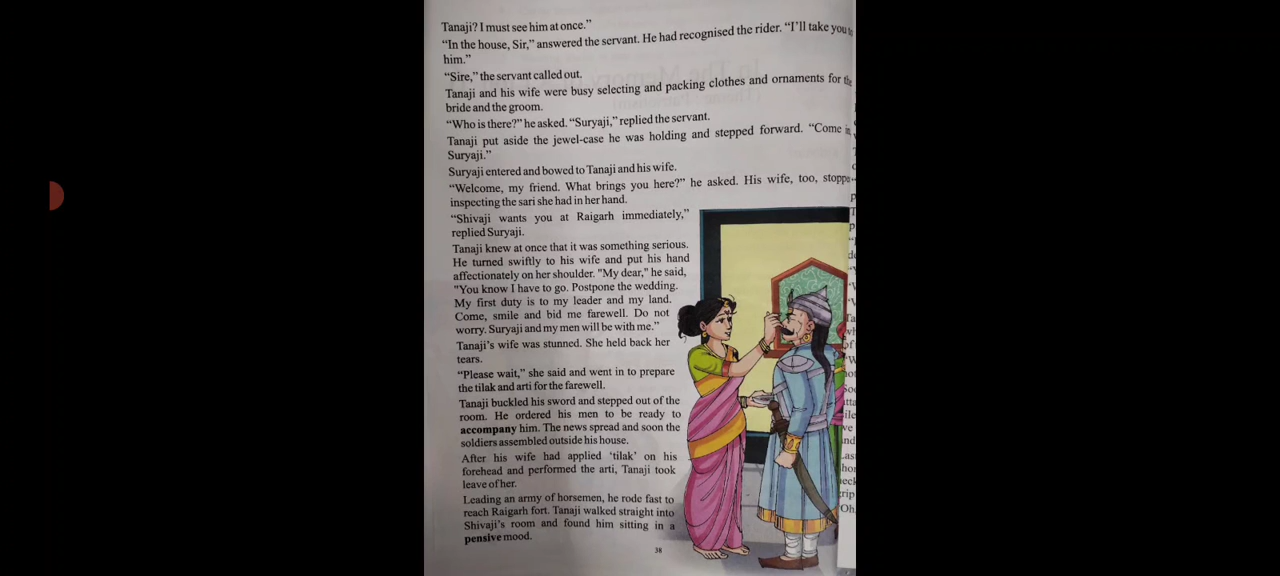 Tanaji? I must see him at once.”
“In the house, Sir,” answered the servant. He had recognised the rider. “I’ll take you to
him.”
“Sire,” the servant called out.
Tanaji and his wife were busy selecting and packing clothes and ornaments for the
bride and the groom.
“Who is there?” he asked. “Suryaji,” replied the servant.
Tanaji put aside the jewel-case he was holding and stepped forward. “Come in
Suryaji.”
Suryaji entered and bowed to Tanaji and his wife.
“Welcome, my friend. What brings you here?” he asked. His wife, too, stoppe
inspecting the sari she had in her hand.
“Shivaji wants you at Raigarh immediately,”
replied Suryaji.
Tanaji knew at once that it was something serious.
He turned swiftly to his wife and put his hand
affectionately on her shoulder. "My dear," he said,
"You know I have to go. Postpone the wedding.
My first duty is to my leader and my land.
Come, smile and bid me farewell. Do not
worry. Suryaji and my men will be with me.”
Tanaji’s wife was stunned. She held back her
tears.
“Please wait,” she said and went in to prepare
the tilak and arti for the farewell.
Tanaji buckled his sword and stepped out of the
room. He ordered his men to be ready to
accompany him. The news spread and soon the
soldiers assembled outside his house.
After his wife had applied ‘tilak’ on his
forehead and performed the arti, Tanaji took
leave of her.
Leading an army of horsemen, he rode fast to
reach Raigarh fort. Tanaji walked straight into
Shivaji’s room and found him sitting in a
pensive mood.
38